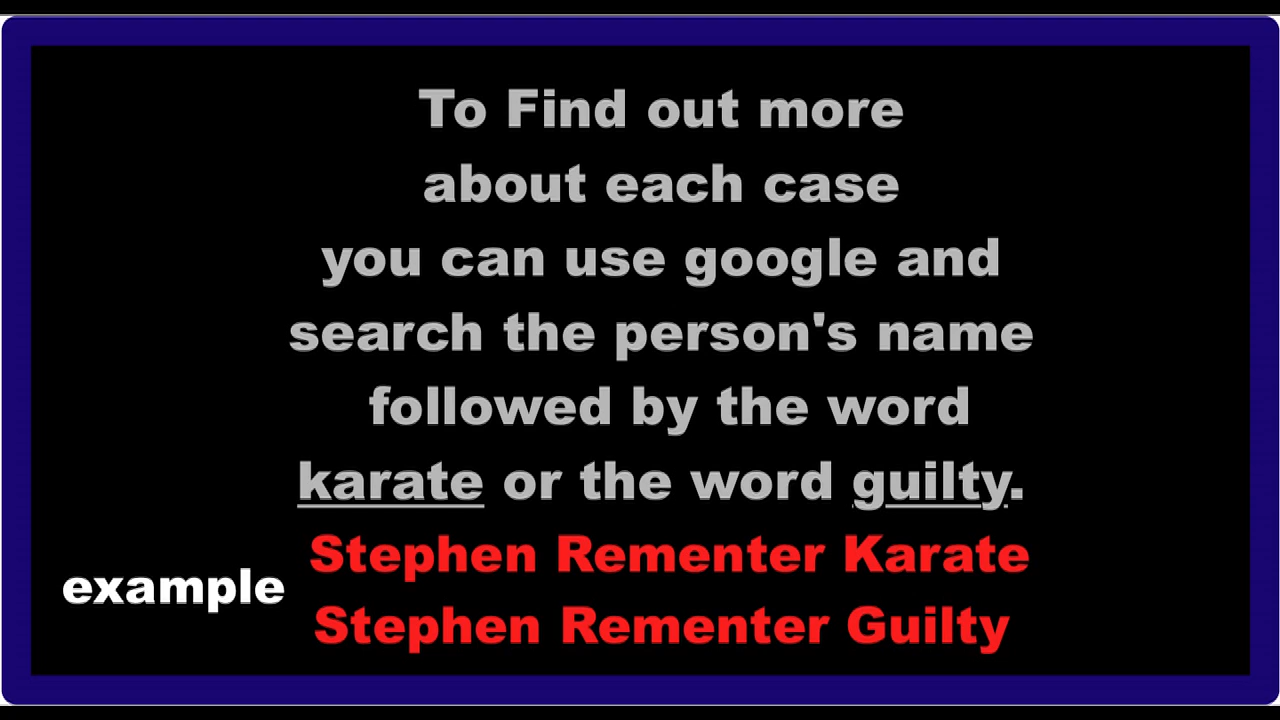 To Find out more
about each case
you can use google and
search the person's name
followed by the word
karate or the word guilty.
Stephen Rementer Karate
example
Stephen Rementer Guilty